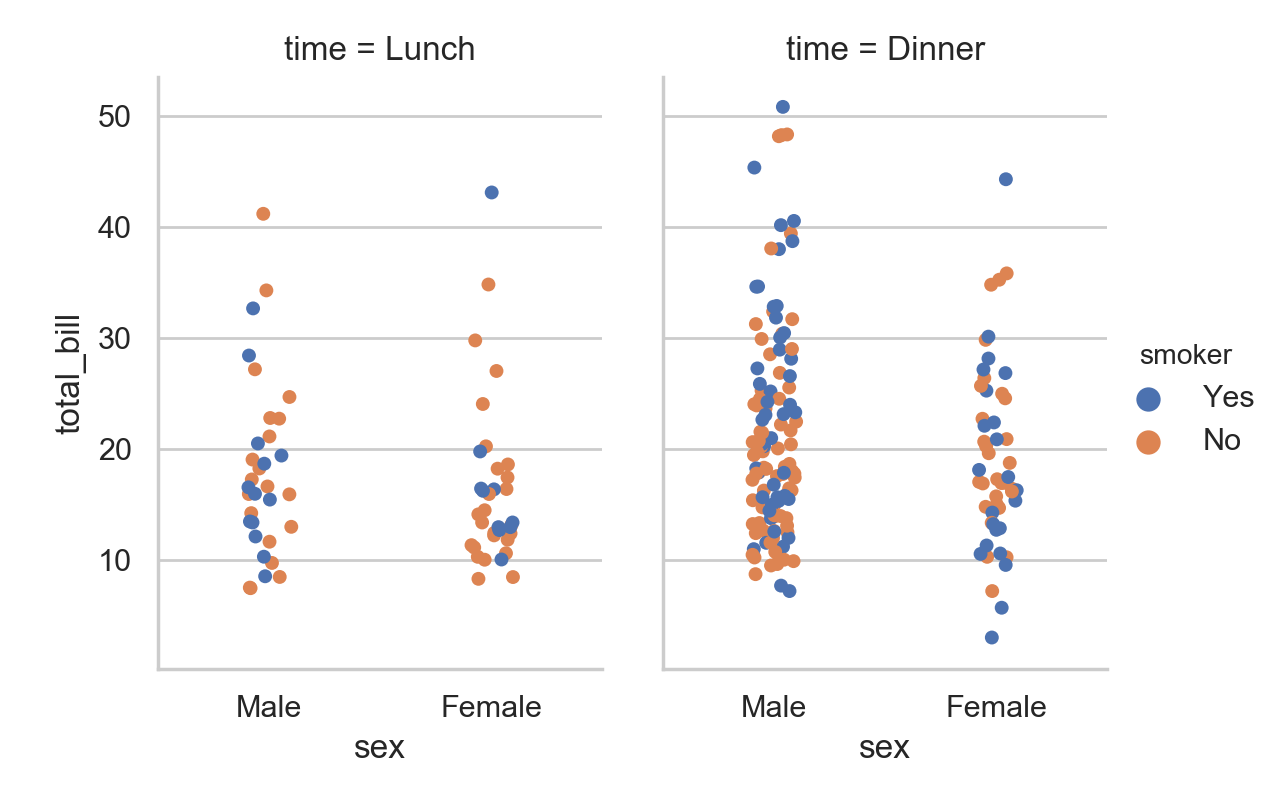 time = Lunch
time = Dinner
total_bill
50
40
30
20
10
Male
Female
Male
Female
sex
sex
smoker
Yes
No